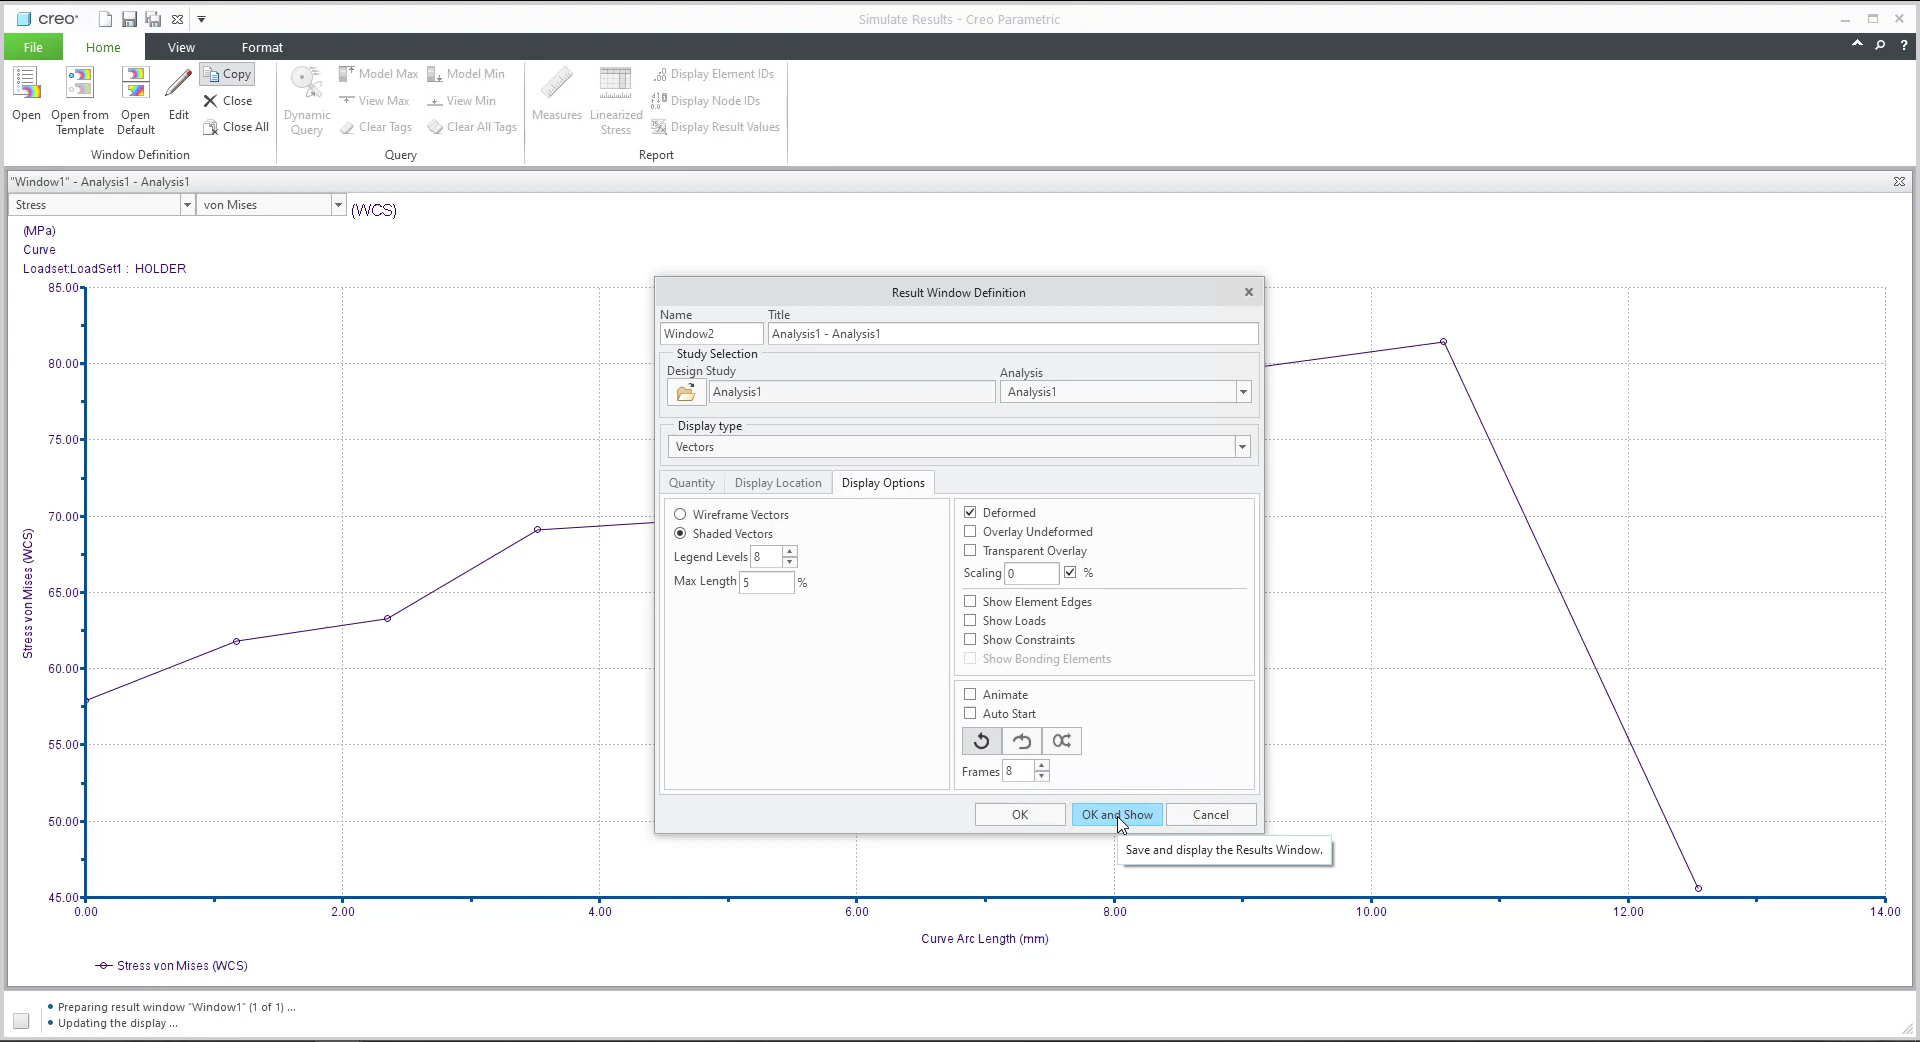 creo
Simulate Results - Creo Parametric
File Home View Format ?
Open
Open from Template
Open Default
Edit
Copy
Close
Close All
Window Definition
Dynamic Query
Model Max
View Max
Clear Tags
Model Min
View Min
Clear All Tags
Query
Measures
Linearized Stress
Display Element IDs
Display Node IDs
Display Result Values
Report
"Window1" - Analysis1 - Analysis1
Stress von Mises (WCS)
(MPa)
Curve
Loadset:LoadSet1 : HOLDER
85.00
80.00
75.00
70.00
65.00
60.00
55.00
50.00
45.00
Stress von Mises (WCS)
0.00 2.00 4.00 6.00 8.00 10.00 12.00 14.00
Curve Arc Length (mm)
Stress von Mises (WCS)
Result Window Definition
Name Title
Window2 Analysis1 - Analysis1
Study Selection
Design Study Analysis
Analysis1 Analysis1
Display type
Vectors
Quantity Display Location Display Options
Wireframe Vectors
Shaded Vectors
Legend Levels 8
Max Length 5 %
Deformed
Overlay Undeformed
Transparent Overlay
Scaling 0 %
Show Element Edges
Show Loads
Show Constraints
Show Bonding Elements
Animate
Auto Start
Frames 8
OK OK and Show Cancel
Save and display the Results Window.
• Preparing result window "Window1" (1 of 1) ...
• Updating the display ...